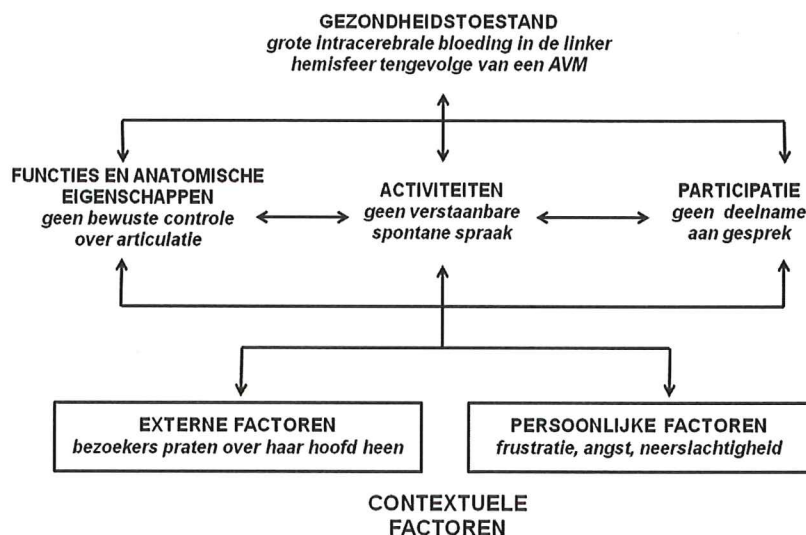 GEZONDHEIDSTOESTAND
grote intracerebrale bloeding in de linker
hemisfeer tengevolge van een AVM
FUNCTIES EN ANATOMISCHE
EIGENSCHAPPEN
geen bewuste controle
over articulatie
ACTIVITEITEN
geen verstaanbare
spontane spraak
PARTICIPATIE
geen deelname
aan gesprek
EXTERNE FACTOREN
bezoekers praten over haar hoofd heen
PERSOONLIJKE FACTOREN
frustratie, angst, neerslachtigheid
CONTEXTUELE
FACTOREN